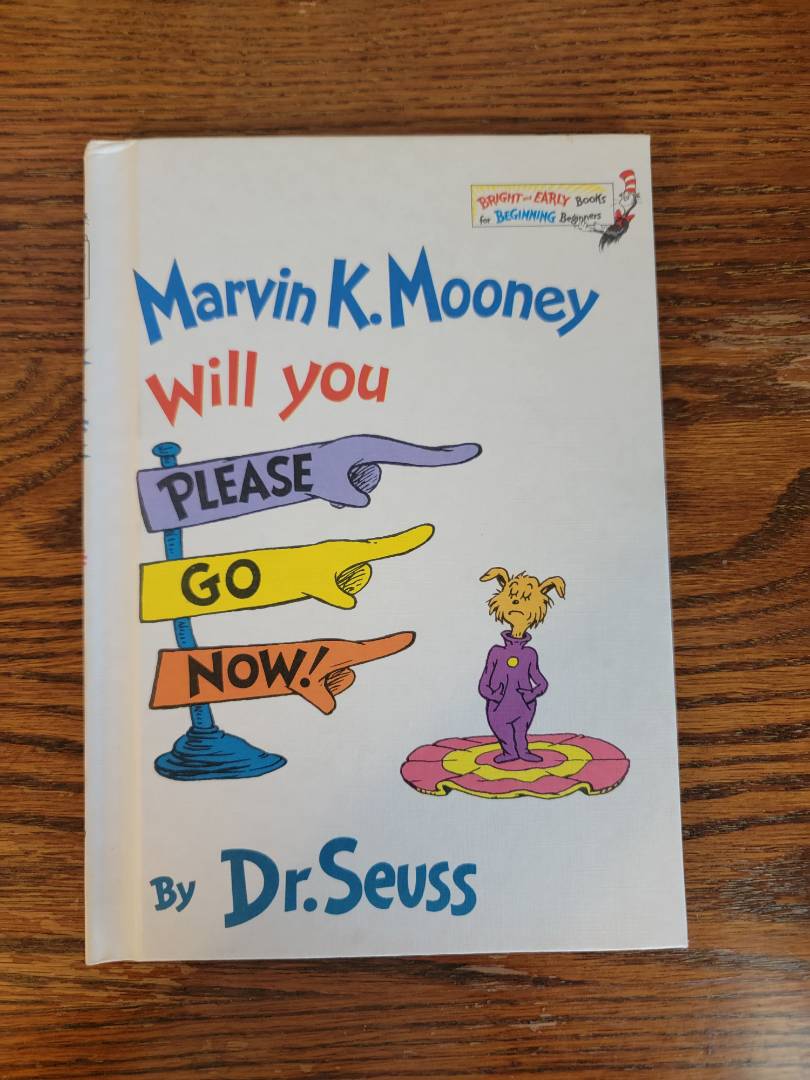 BRIGHT and EARLY BOOKS
for BEGINNING Beginners
Marvin K. Mooney
Will you
PLEASE
GO
NOW!
By Dr. Seuss